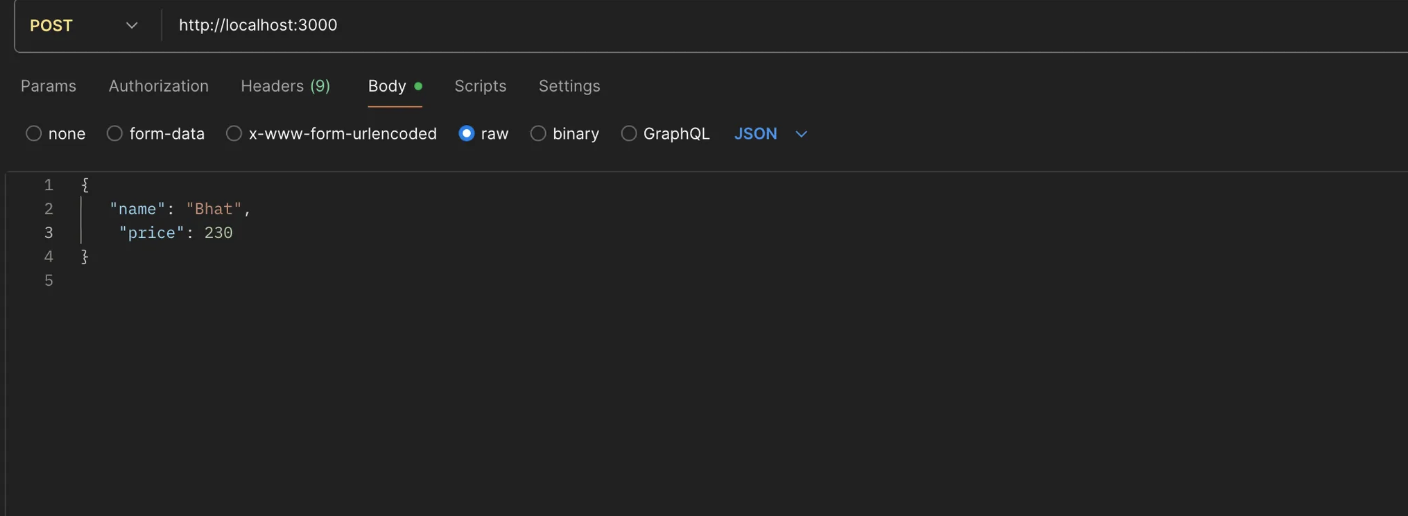 POST http://localhost:3000
Params Authorization Headers (9) Body Scripts Settings
none form-data x-www-form-urlencoded raw binary GraphQL JSON
1 {
2 "name": "Bhat",
3 "price": 230
4 }
5